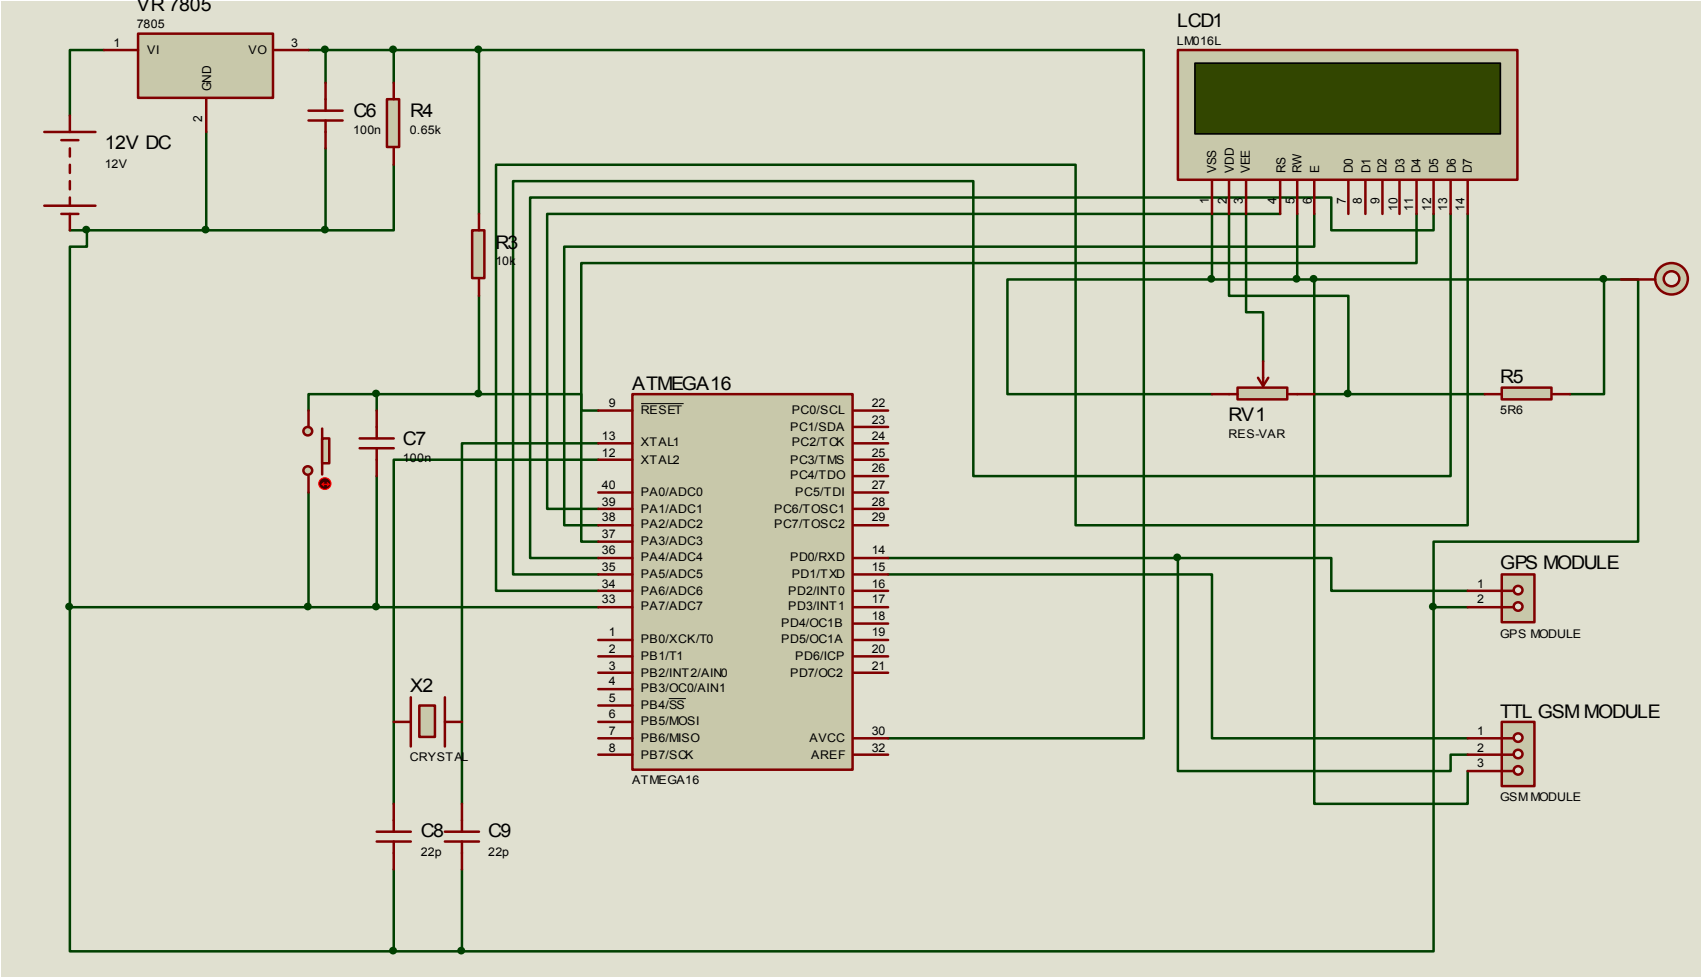 VR 7805
7805
1
VI
VO
3
GND
2
12V DC
12V
C6
100n
R4
0.65k
R3
10k
LCD1
LM016L
VSS
VDD
VEE
RS
RW
E
D0
D1
D2
D3
D4
D5
D6
D7
1
2
3
4
5
6
7
8
9
10
11
12
13
14
RV1
RES-VAR
R5
5R6
C7
100n
ATMEGA16
9
RESET
13
XTAL1
12
XTAL2
40
PA0/ADC0
39
PA1/ADC1
38
PA2/ADC2
37
PA3/ADC3
36
PA4/ADC4
35
PA5/ADC5
34
PA6/ADC6
33
PA7/ADC7
1
PB0/XCK/T0
2
PB1/T1
3
PB2/INT2/AIN0
4
PB3/OC0/AIN1
5
PB4/SS
6
PB5/MOSI
7
PB6/MISO
8
PB7/SCK
PC0/SCL
22
PC1/SDA
23
PC2/TCK
24
PC3/TMS
25
PC4/TDO
26
PC5/TDI
27
PC6/TOSC1
28
PC7/TOSC2
29
PD0/RXD
14
PD1/TXD
15
PD2/INT0
16
PD3/INT1
17
PD4/OC1B
18
PD5/OC1A
19
PD6/ICP
20
PD7/OC2
21
AVCC
30
AREF
32
ATMEGA16
X2
CRYSTAL
C8
22p
C9
22p
GPS MODULE
1
2
GPS MODULE
TTL GSM MODULE
1
2
3
GSM MODULE